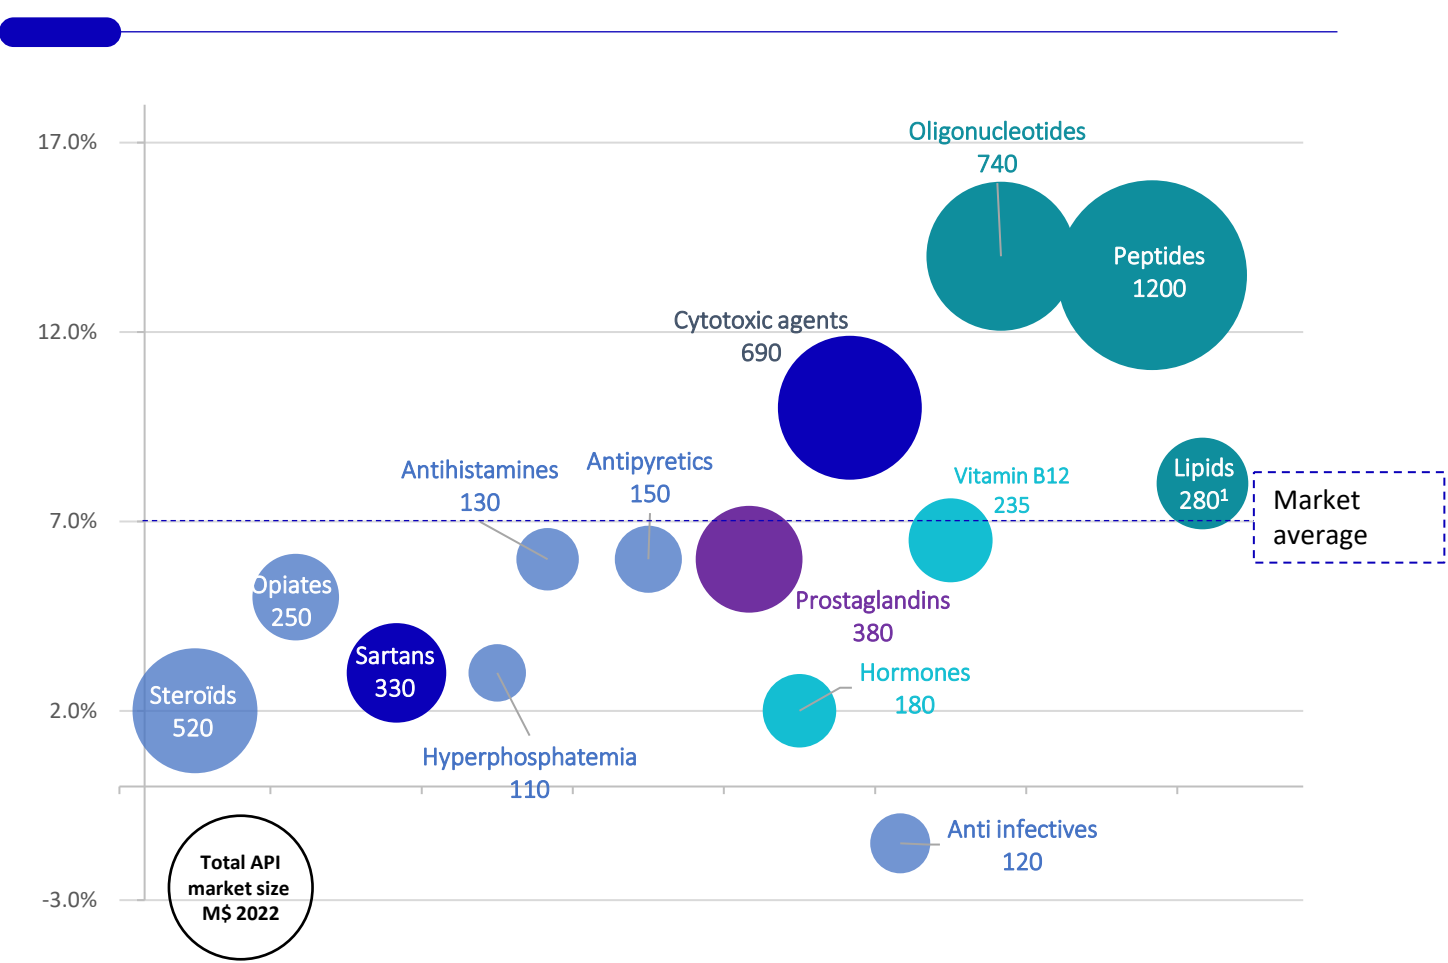 17.0%
12.0%
7.0%
2.0%
-3.0%
Oligonucleotides
740
Peptides
1200
Cytotoxic agents
690
Antihistamines
130
Antipyretics
150
Vitamin B12
235
Lipids
280¹
Market
average
Opiates
250
Prostaglandins
380
Sartans
330
Steroïds
520
Hormones
180
Hyperphosphatemia
110
Anti infectives
120
Total API
market size
M$ 2022